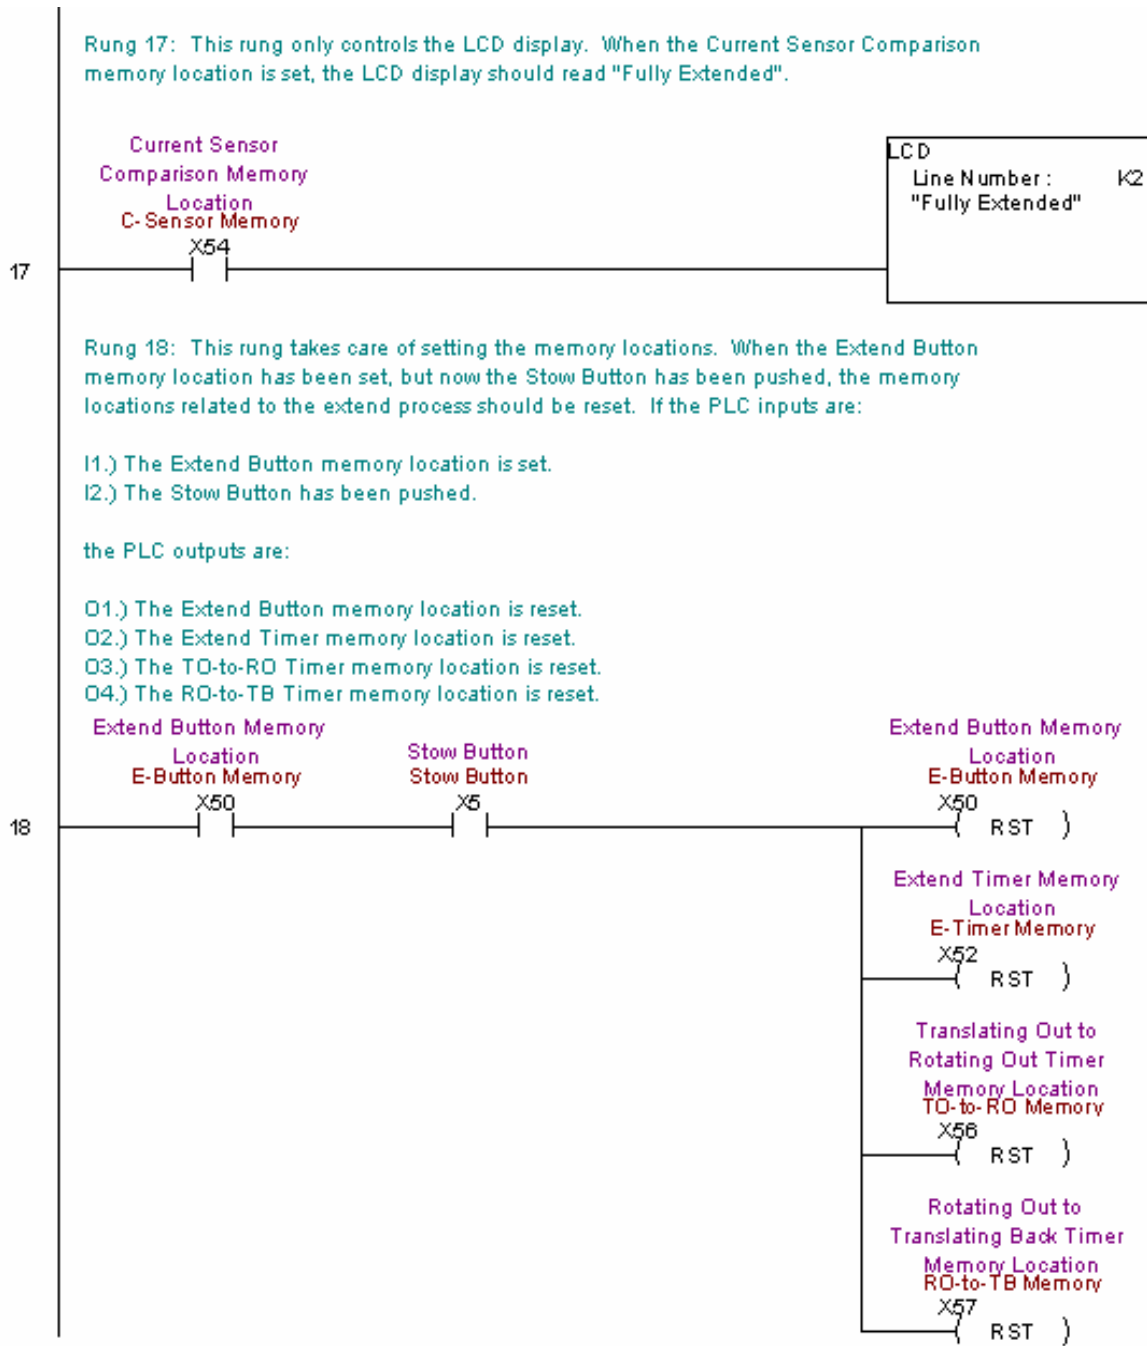 Rung 17: This rung only controls the LCD display. When the Current Sensor Comparison
memory location is set, the LCD display should read "Fully Extended".
Current Sensor
Comparison Memory
Location
C-Sensor Memory
X54
LCD
Line Number : K2
"Fully Extended"
17
Rung 18: This rung takes care of setting the memory locations. When the Extend Button
memory location has been set, but now the Stow Button has been pushed, the memory
locations related to the extend process should be reset. If the PLC inputs are:
I1.) The Extend Button memory location is set.
I2.) The Stow Button has been pushed.
the PLC outputs are:
O1.) The Extend Button memory location is reset.
O2.) The Extend Timer memory location is reset.
O3.) The TO-to-RO Timer memory location is reset.
O4.) The RO-to-TB Timer memory location is reset.
Extend Button Memory
Location
E-Button Memory
X50
Stow Button
Stow Button
X5
Extend Button Memory
Location
E-Button Memory
X50
18
( RST )
Extend Timer Memory
Location
E-Timer Memory
X52
( RST )
Translating Out to
Rotating Out Timer
Memory Location
TO-to-RO Memory
X56
( RST )
Rotating Out to
Translating Back Timer
Memory Location
RO-to-TB Memory
X57
( RST )